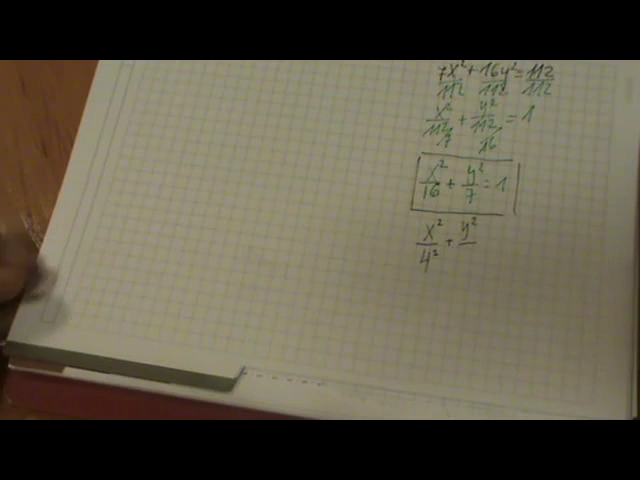 7x²/112 + 16y²/112 = 112/112
x²/(112/7) + y²/(112/16) = 1
x²/16 + y²/7 = 1
x²/4² + y²/